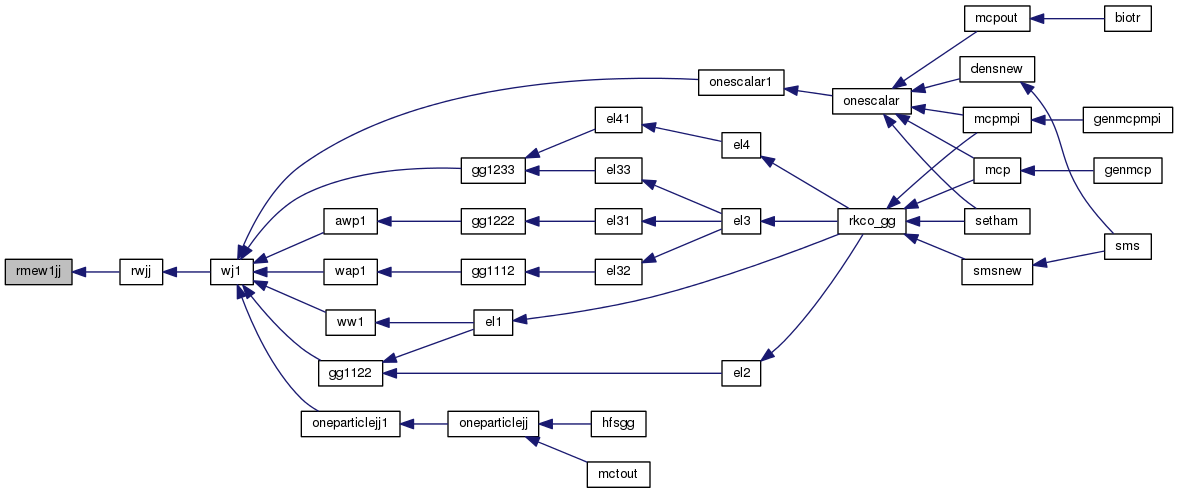 mcpout
biotr
densnew
onescalar1
onescalar
el41
mcpmpi
genmcpmpi
el4
gg1233
el33
mcp
genmcp
awp1
gg1222
el31
el3
rkco_gg
setham
sms
rmew1jj
rwjj
wj1
wap1
gg1112
el32
smsnew
ww1
el1
gg1122
el2
oneparticlejj1
oneparticlejj
hfsgg
mctout